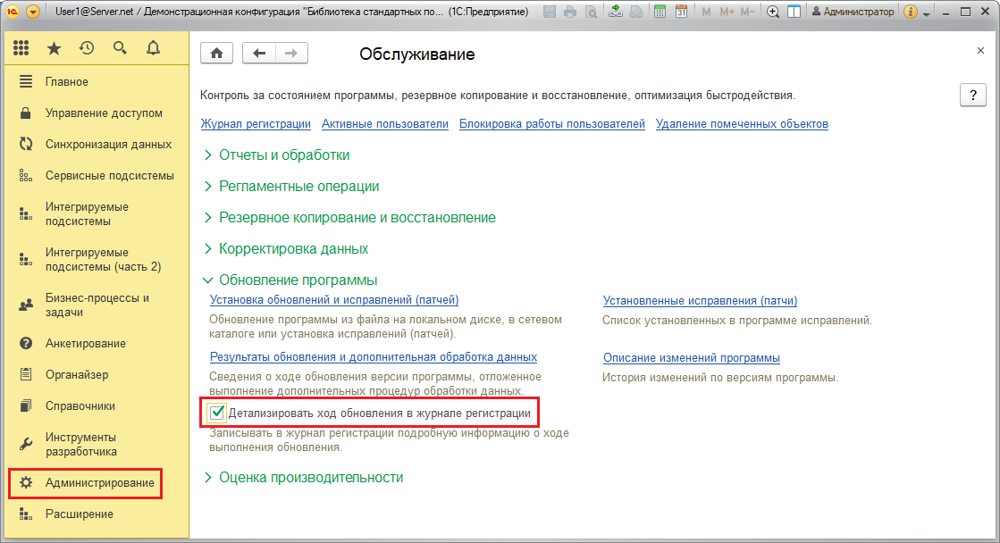 User1@Server.net / Демонстрационная конфигурация "Библиотека стандартных по... (1С:Предприятие)
M M+ M-
31
Администратор
i
Главное
Управление доступом
Синхронизация данных
Сервисные подсистемы
Интегрируемые
подсистемы
Интегрируемые
подсистемы (часть 2)
Бизнес-процессы и
задачи
Анкетирование
Органайзер
Справочники
Инструменты
разработчика
Администрирование
Расширение
Обслуживание
Контроль за состоянием программы, резервное копирование и восстановление, оптимизация быстродействия.
?
Журнал регистрации Активные пользователи Блокировка работы пользователей Удаление помеченных объектов
Отчеты и обработки
Регламентные операции
Резервное копирование и восстановление
Корректировка данных
Обновление программы
Установка обновлений и исправлений (патчей)
Обновление программы из файла на локальном диске, в сетевом
каталоге или установка исправлений (патчей).
Установленные исправления (патчи)
Список установленных в программе исправлений.
Результаты обновления и дополнительная обработка данных
Сведения о ходе обновления версии программы, отложенное
выполнение дополнительных процедур обработки данных.
Описание изменений программы
История изменений по версиям программы.
Детализировать ход обновления в журнале регистрации
Записывать в журнал регистрации подробную информацию о ходе
выполнения обновления.
Оценка производительности